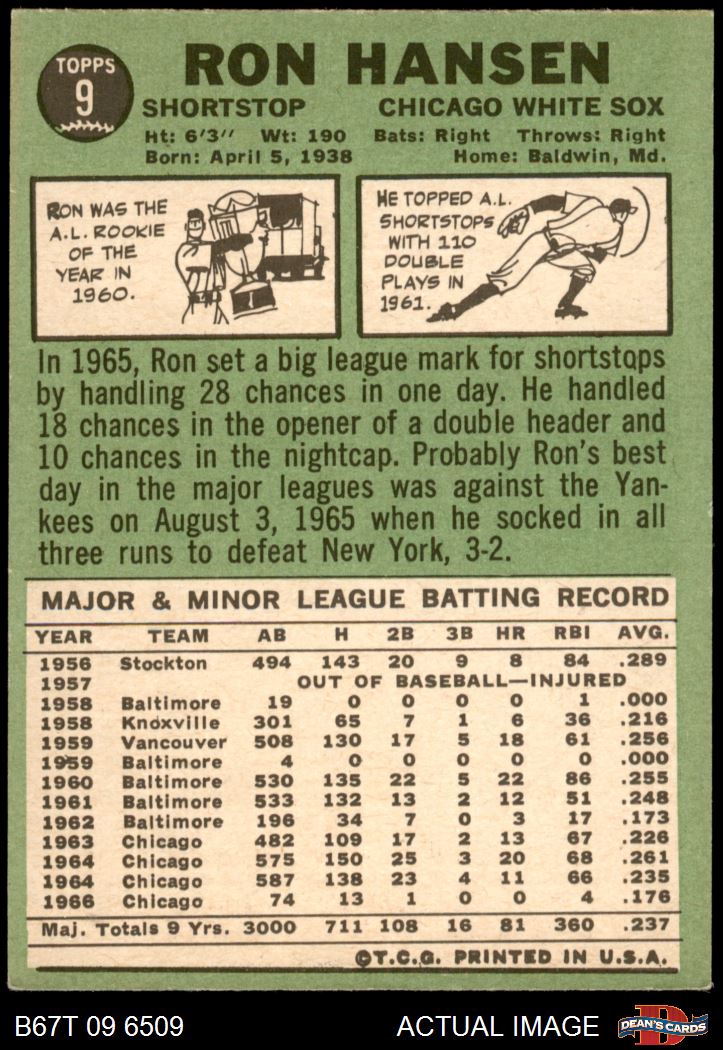 TOPPS
9
RON HANSEN
SHORTSTOP CHICAGO WHITE SOX
Ht: 6'3" Wt: 190 Bats: Right Throws: Right
Born: April 5, 1938 Home: Baldwin, Md.
RON WAS THE
A.L. ROOKIE
OF THE
YEAR IN
1960.
HE TOPPED A.L.
SHORTSTOPS
WITH 110
DOUBLE
PLAYS IN
1961.
In 1965, Ron set a big league mark for shortstops
by handling 28 chances in one day. He handled
18 chances in the opener of a double header and
10 chances in the nightcap. Probably Ron's best
day in the major leagues was against the Yan-
kees on August 3, 1965 when he socked in all
three runs to defeat New York, 3-2.
MAJOR & MINOR LEAGUE BATTING RECORD
YEAR TEAM AB H 2B 3B HR RBI AVG.
1956 Stockton 494 143 20 9 8 84 .289
1957 OUT OF BASEBALL—INJURED
1958 Baltimore 19 0 0 0 0 1 .000
1958 Knoxville 301 65 7 1 6 36 .216
1959 Vancouver 508 130 17 5 18 61 .256
1959 Baltimore 4 0 0 0 0 0 .000
1960 Baltimore 530 135 22 5 22 86 .255
1961 Baltimore 533 132 13 2 12 51 .248
1962 Baltimore 196 34 7 0 3 17 .173
1963 Chicago 482 109 17 2 13 67 .226
1964 Chicago 575 150 25 3 20 68 .261
1964 Chicago 587 138 23 4 11 66 .235
1966 Chicago 74 13 1 0 0 4 .176
Maj. Totals 9 Yrs. 3000 711 108 16 81 360 .237
©T.C.G. PRINTED IN U.S.A.
B67T 09 6509 ACTUAL IMAGE
D
DEAN'S CARDS